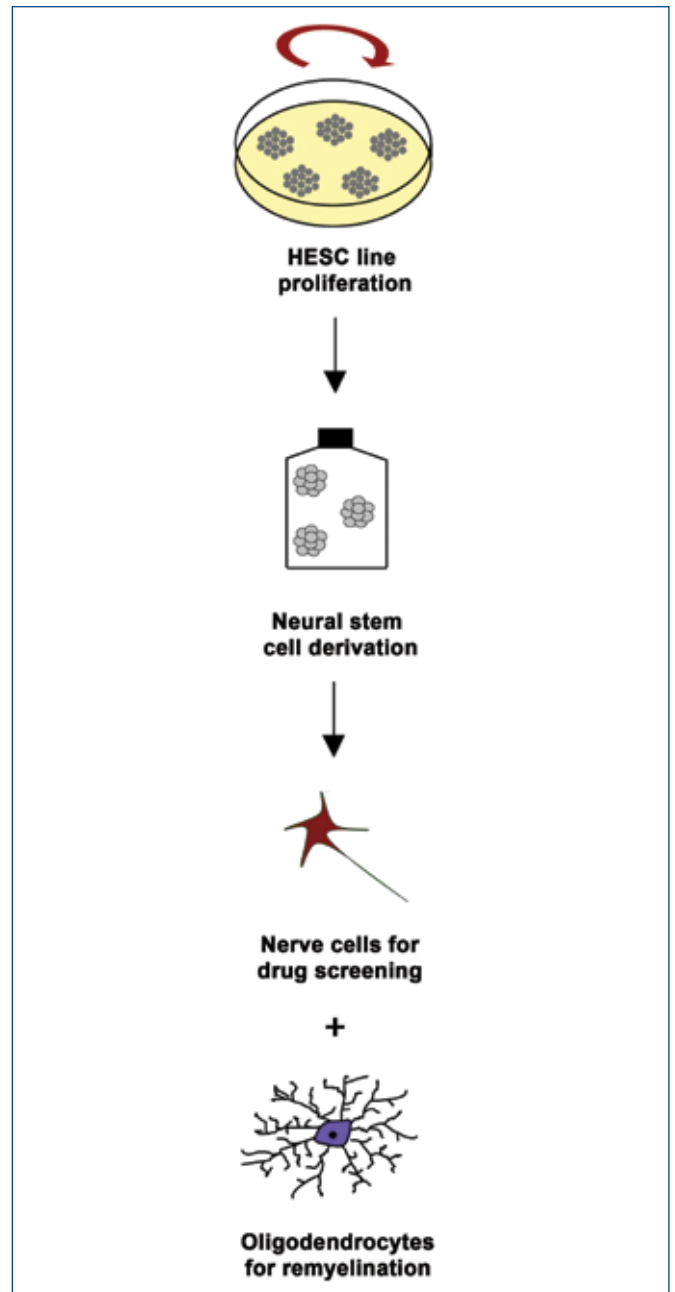 HESC line
proliferation
Neural stem
cell derivation
Nerve cells for
drug screening
+
Oligodendrocytes
for remyelination